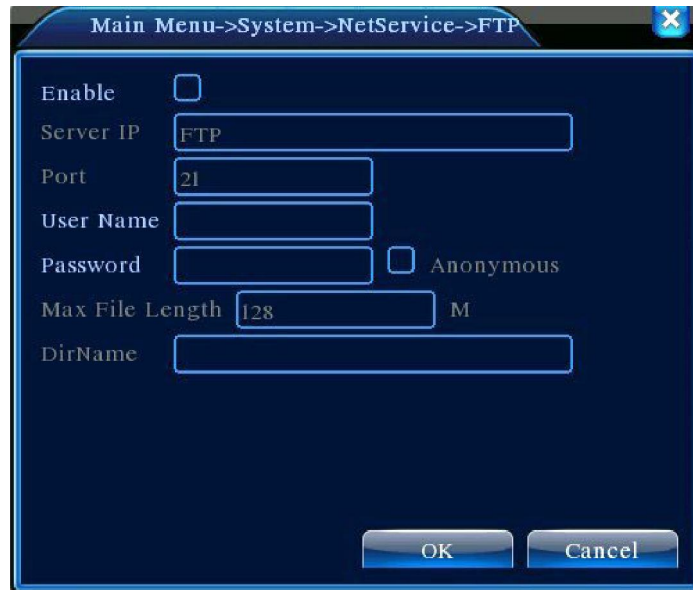 Main Menu->System->NetService->FTP
Enable
Server IP FTP
Port 21
User Name
Password Anonymous
Max File Length 128 M
DirName
OK Cancel